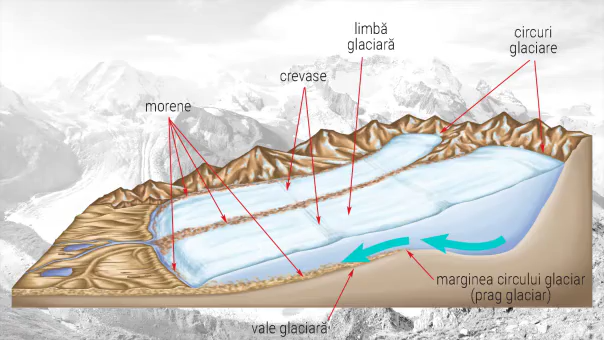 limbă
glaciară
circuri
glaciare
crevase
morene
marginea circului glaciar
(prag glaciar)
vale glaciară